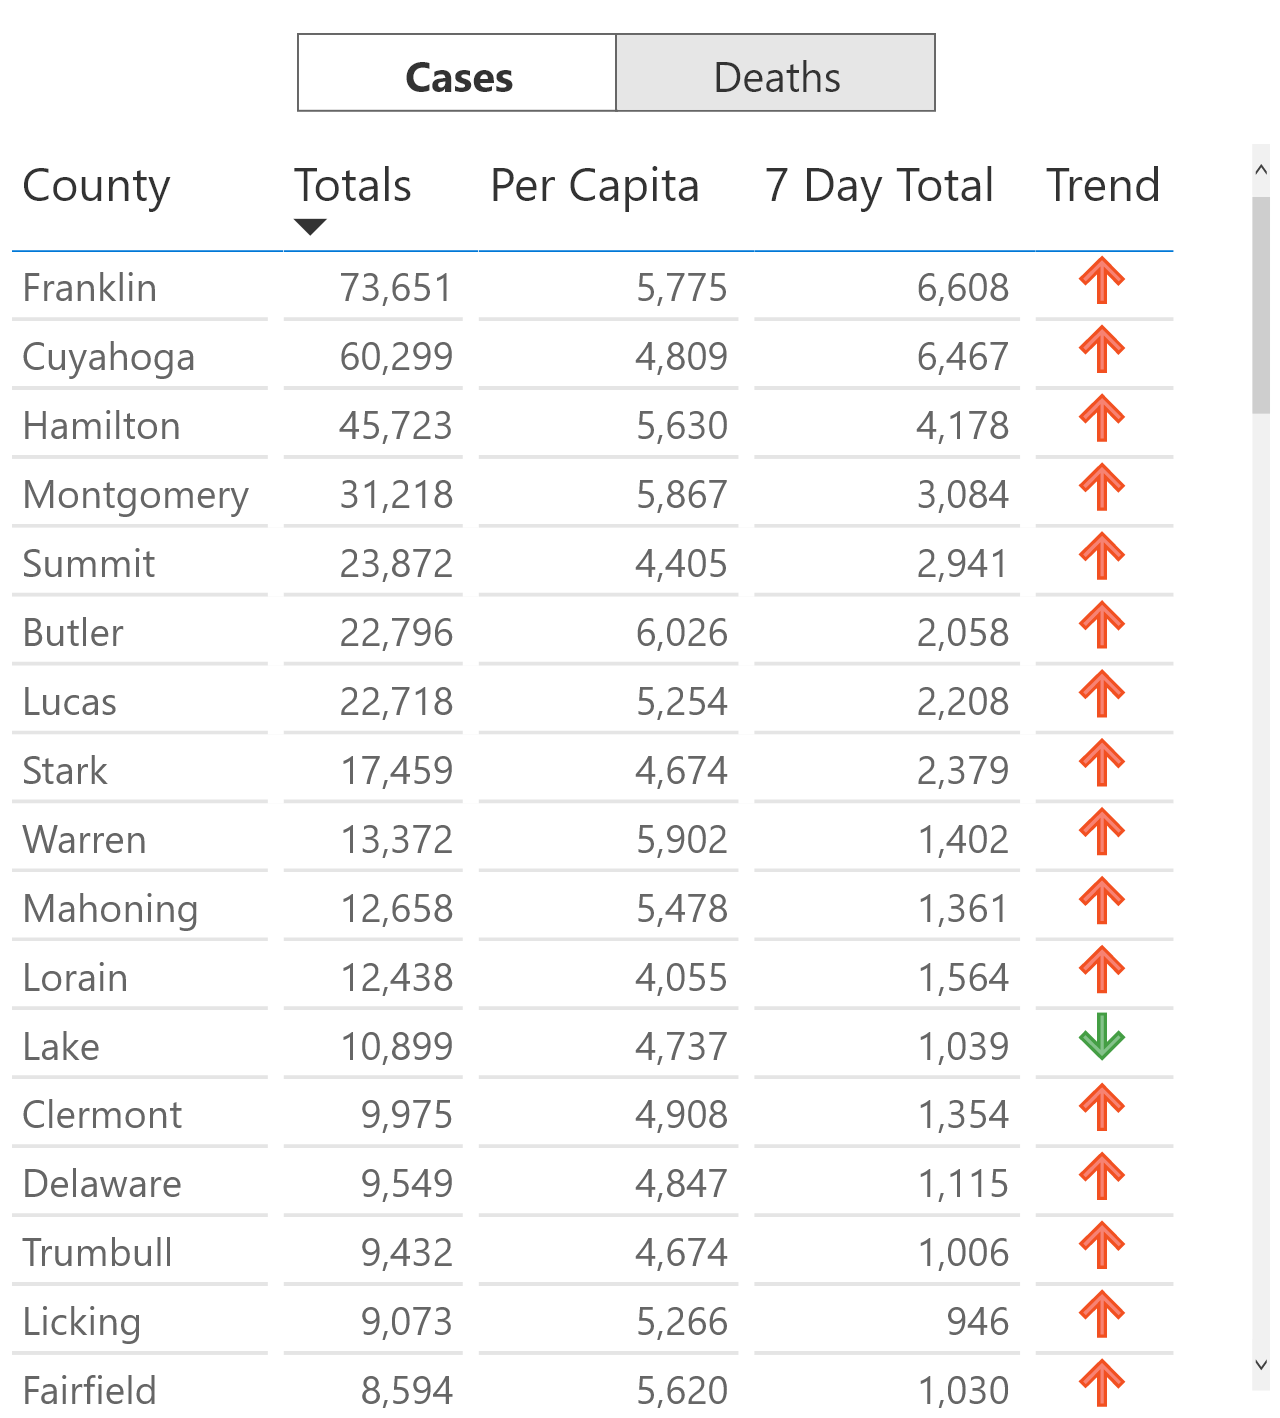 Cases Deaths
County Totals Per Capita 7 Day Total Trend
Franklin 73,651 5,775 6,608
Cuyahoga 60,299 4,809 6,467
Hamilton 45,723 5,630 4,178
Montgomery 31,218 5,867 3,084
Summit 23,872 4,405 2,941
Butler 22,796 6,026 2,058
Lucas 22,718 5,254 2,208
Stark 17,459 4,674 2,379
Warren 13,372 5,902 1,402
Mahoning 12,658 5,478 1,361
Lorain 12,438 4,055 1,564
Lake 10,899 4,737 1,039
Clermont 9,975 4,908 1,354
Delaware 9,549 4,847 1,115
Trumbull 9,432 4,674 1,006
Licking 9,073 5,266 946
Fairfield 8,594 5,620 1,030